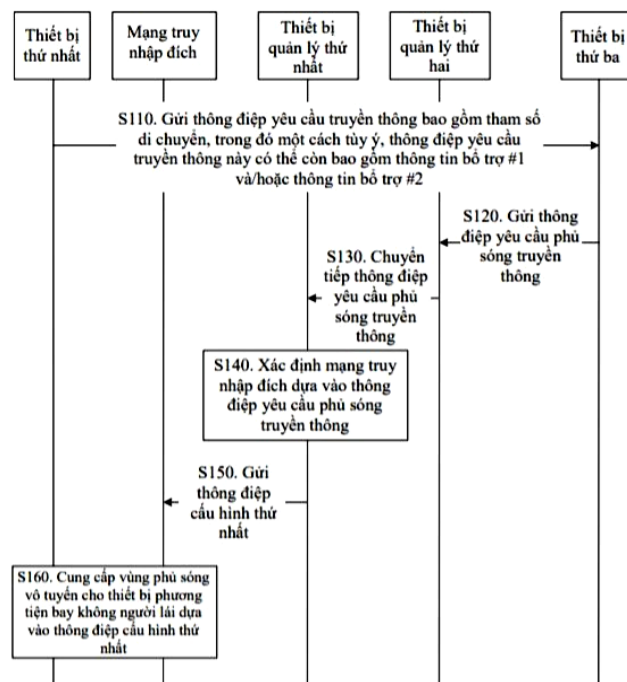 Thiết bị
thứ nhất
Mạng truy
nhập đích
Thiết bị
quản lý thứ
nhất
Thiết bị
quản lý thứ
hai
Thiết bị
thứ ba
S110. Gửi thông điệp yêu cầu truyền thông bao gồm tham số
di chuyển, trong đó một cách tùy ý, thông điệp yêu cầu
truyền thông này có thể còn bao gồm thông tin bổ trợ #1
và/hoặc thông tin bổ trợ #2
S120. Gửi thông
điệp yêu cầu phủ
sóng truyền
thông
S130. Chuyển
tiếp thông điệp
yêu cầu phủ
sóng truyền
thông
S140. Xác định mạng truy
nhập đích dựa vào thông
điệp yêu cầu phủ sóng
truyền thông
S150. Gửi
thông điệp
cấu hình thứ
nhất
S160. Cung cấp vùng phủ sóng
vô tuyến cho thiết bị phương
tiện bay không người lái dựa
vào thông điệp cấu hình thứ
nhất